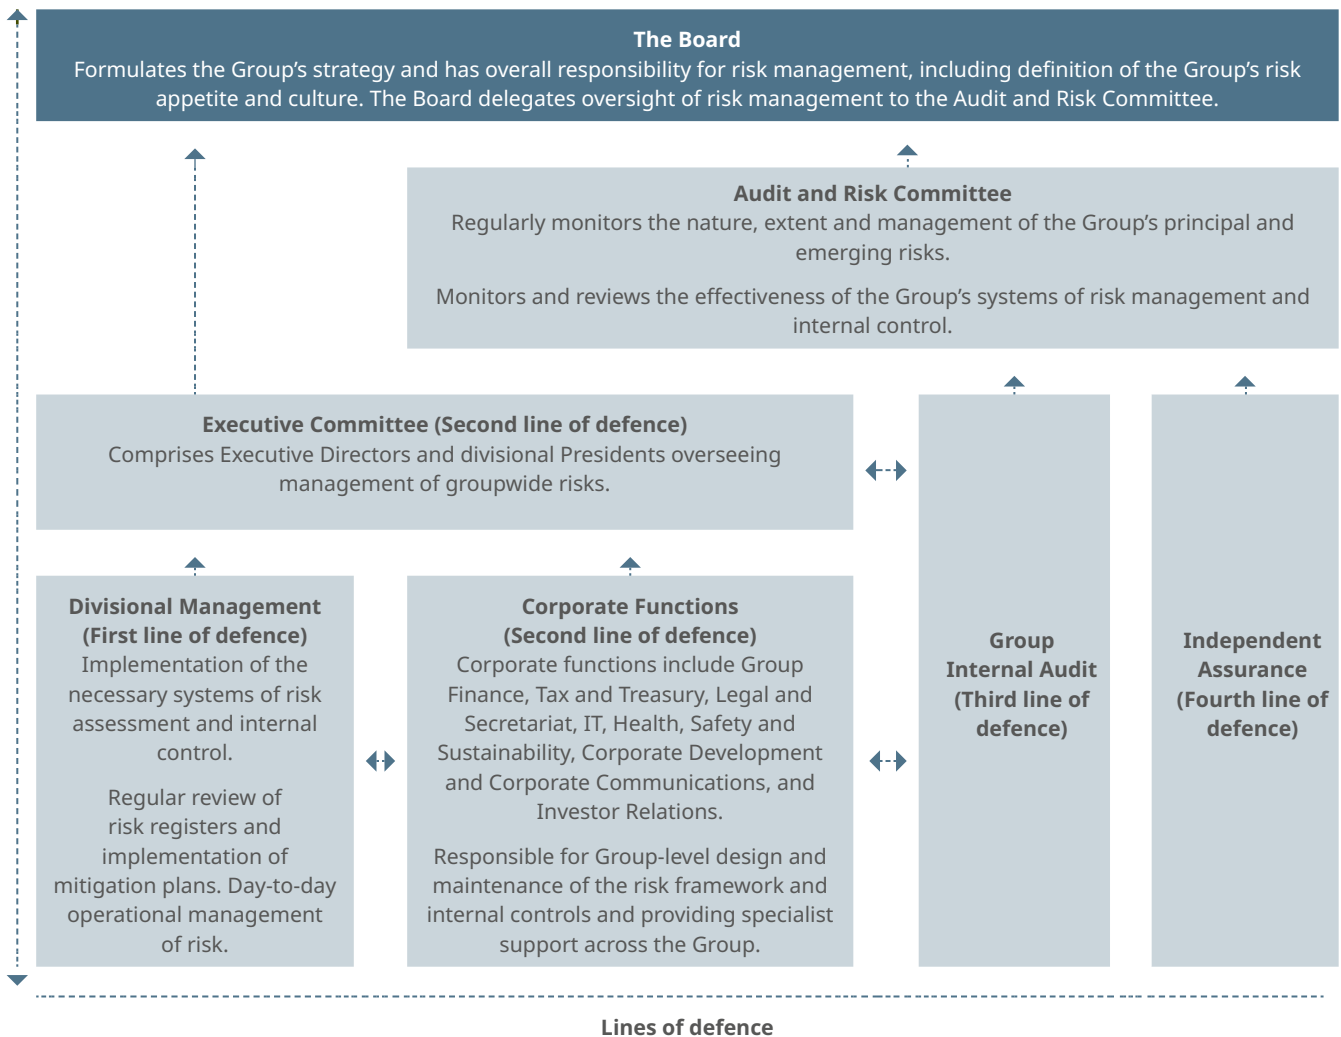 The Board
Formulates the Group’s strategy and has overall responsibility for risk management, including definition of the Group’s risk
appetite and culture. The Board delegates oversight of risk management to the Audit and Risk Committee.
Audit and Risk Committee
Regularly monitors the nature, extent and management of the Group’s principal and
emerging risks.
Monitors and reviews the effectiveness of the Group’s systems of risk management and
internal control.
Executive Committee (Second line of defence)
Comprises Executive Directors and divisional Presidents overseeing
management of groupwide risks.
Divisional Management
(First line of defence)
Implementation of the
necessary systems of risk
assessment and internal
control.
Regular review of
risk registers and
implementation of
mitigation plans. Day-to-day
operational management
of risk.
Corporate Functions
(Second line of defence)
Corporate functions include Group
Finance, Tax and Treasury, Legal and
Secretariat, IT, Health, Safety and
Sustainability, Corporate Development
and Corporate Communications, and
Investor Relations.
Responsible for Group-level design and
maintenance of the risk framework and
internal controls and providing specialist
support across the Group.
Group
Internal Audit
(Third line of
defence)
Independent
Assurance
(Fourth line of
defence)
Lines of defence